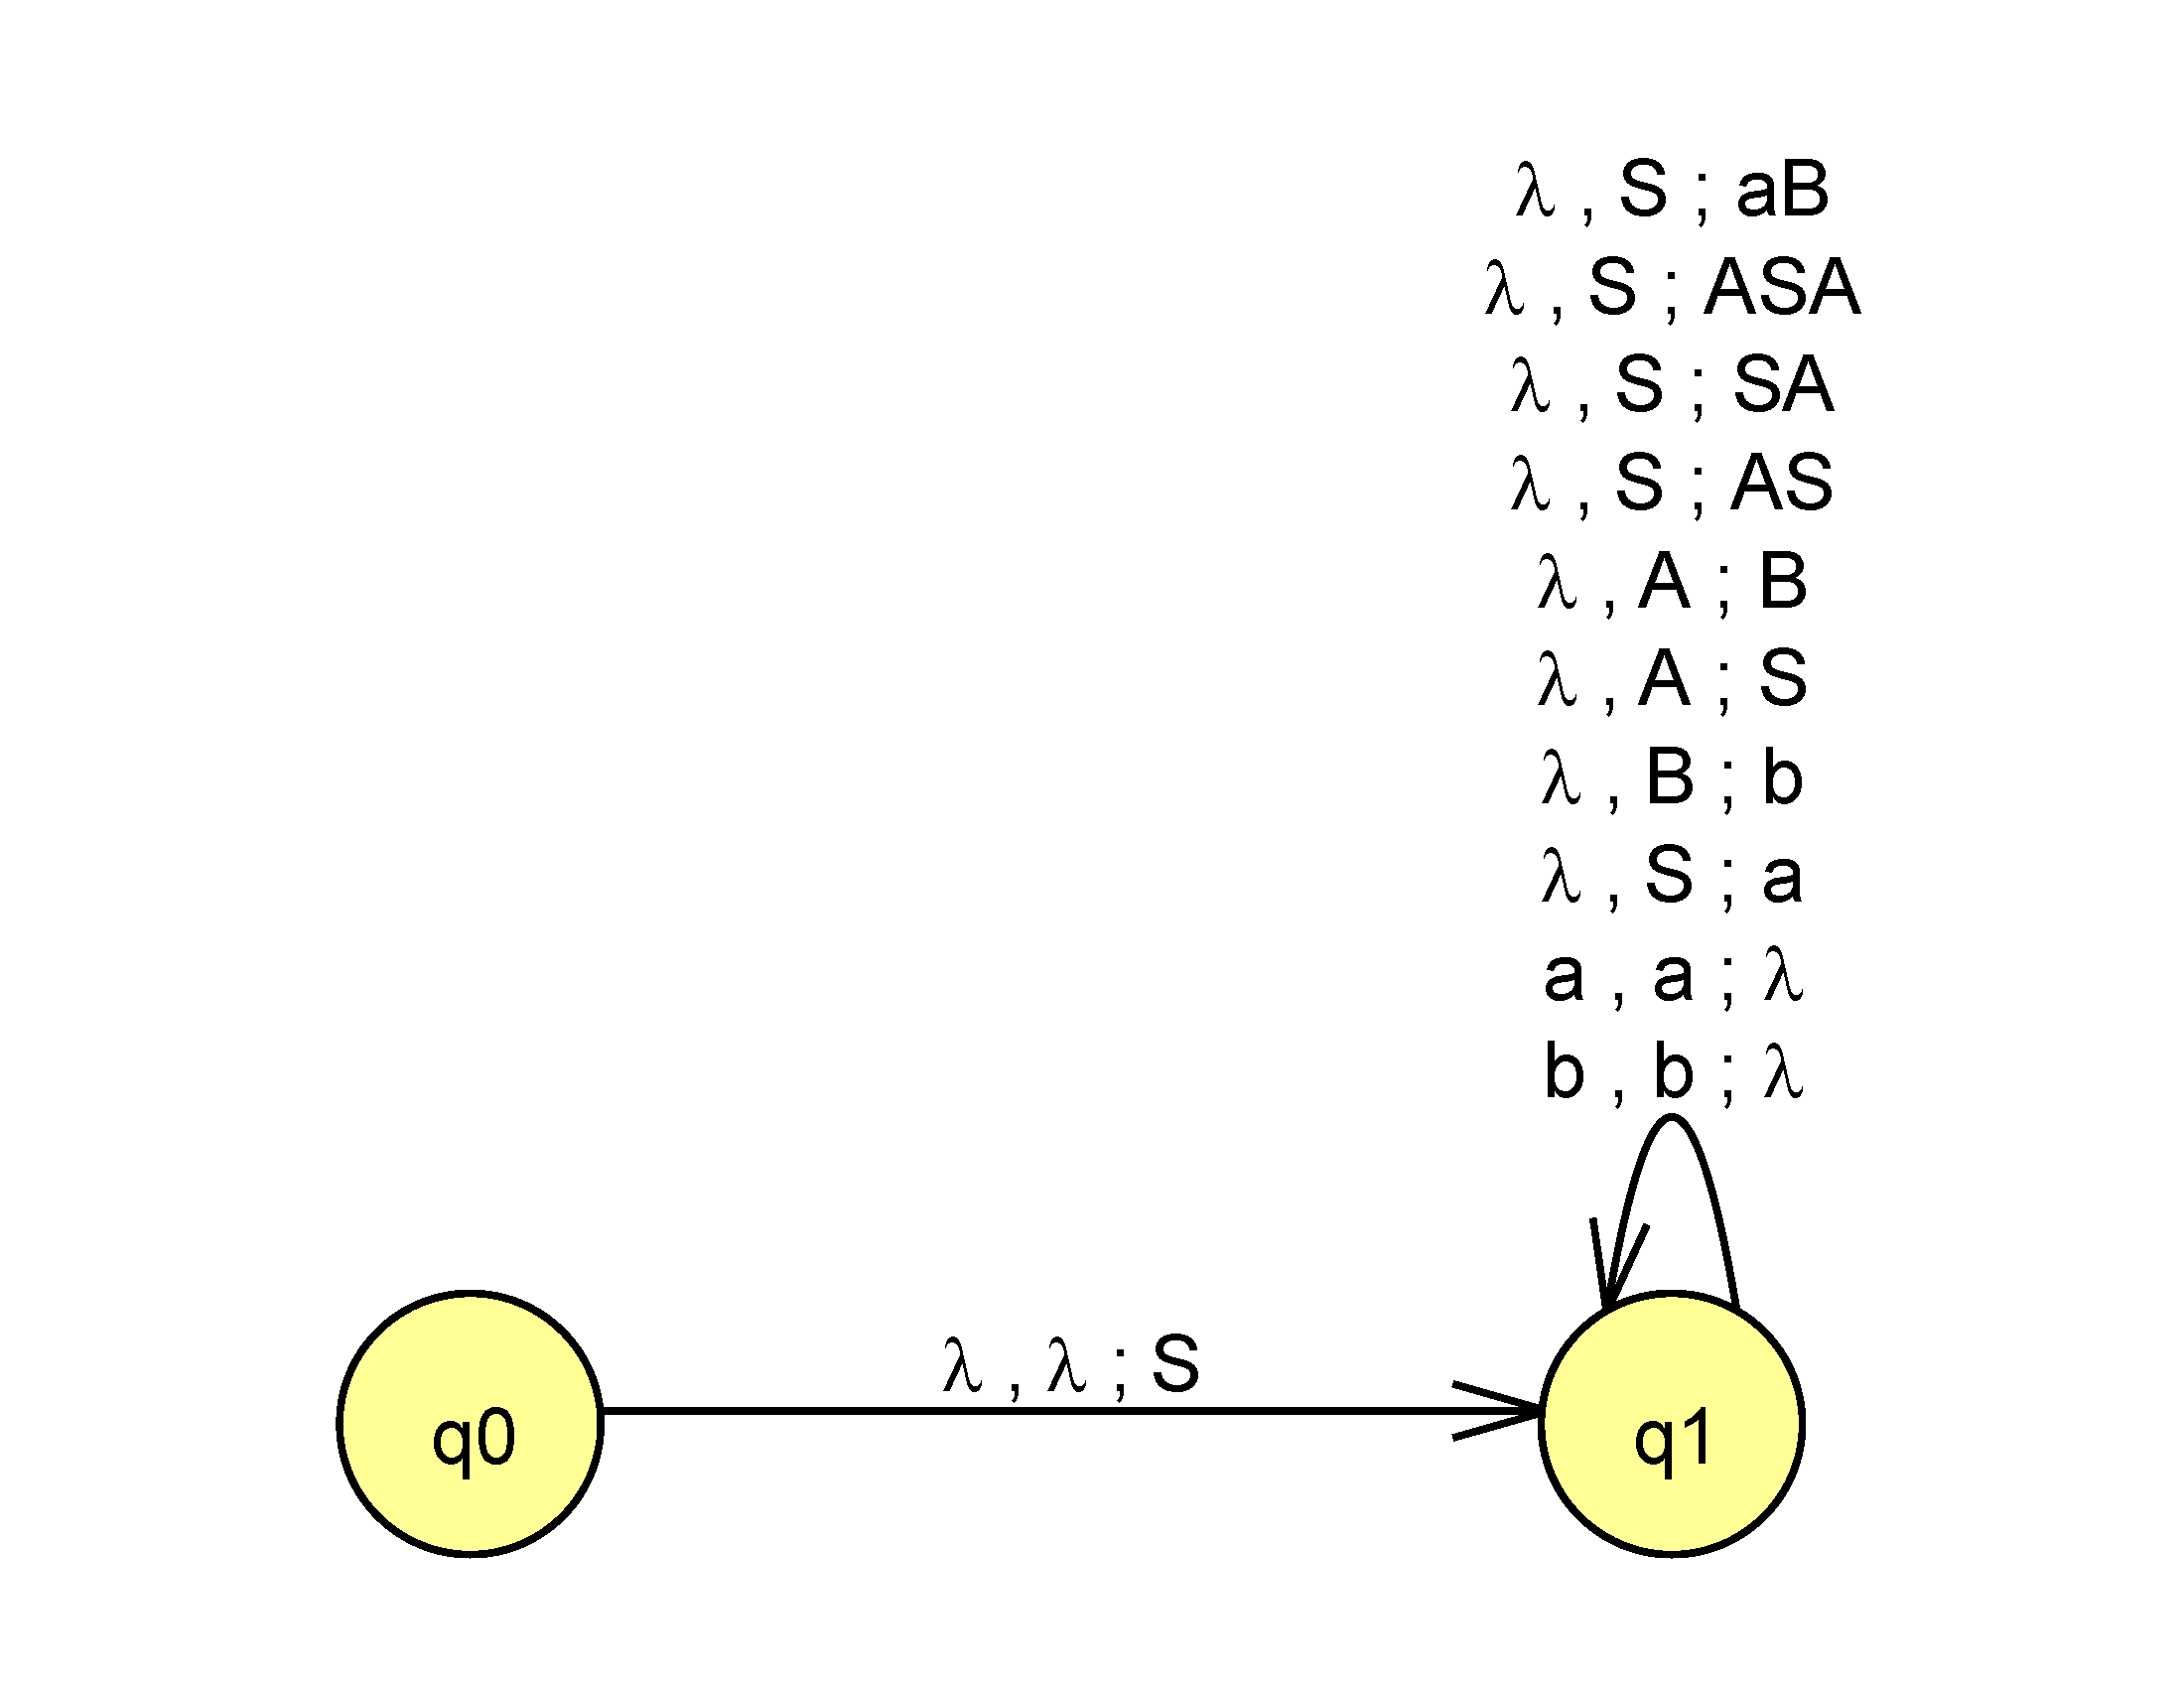 λ , S ; aB
λ , S ; ASA
λ , S ; SA
λ , S ; AS
λ , A ; B
λ , A ; S
λ , B ; b
λ , S ; a
a , a ; λ
b , b ; λ
λ , λ ; S
q0
q1